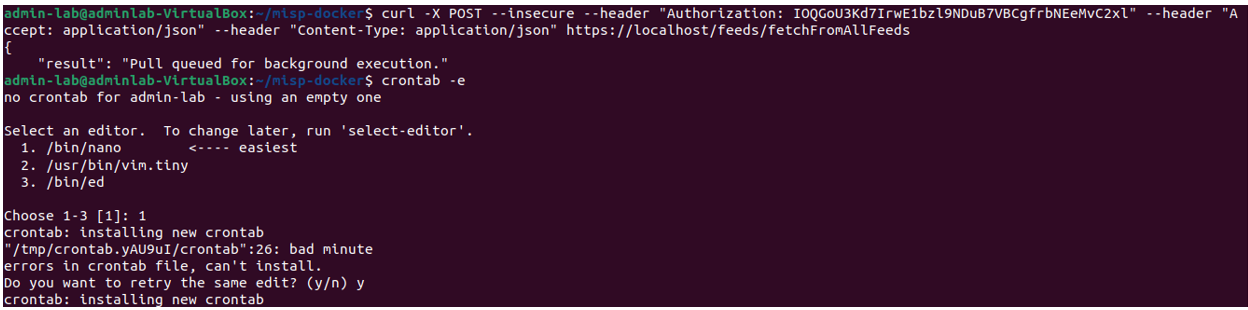 admin-lab@adminlab-VirtualBox:~/misp-docker$ curl -X POST --insecure --header "Authorization: IOQGoU3Kd7IrwE1bzl9NDuB7VBCgfrbNEeMvC2xl" --header "A
ccept: application/json" --header "Content-Type: application/json" https://localhost/feeds/fetchFromAllFeeds
{
    "result": "Pull queued for background execution."
admin-lab@adminlab-VirtualBox:~/misp-docker$ crontab -e
no crontab for admin-lab - using an empty one

Select an editor.  To change later, run 'select-editor'.
  1. /bin/nano        <---- easiest
  2. /usr/bin/vim.tiny
  3. /bin/ed

Choose 1-3 [1]: 1
crontab: installing new crontab
"/tmp/crontab.yAU9uI/crontab":26: bad minute
errors in crontab file, can't install.
Do you want to retry the same edit? (y/n) y
crontab: installing new crontab